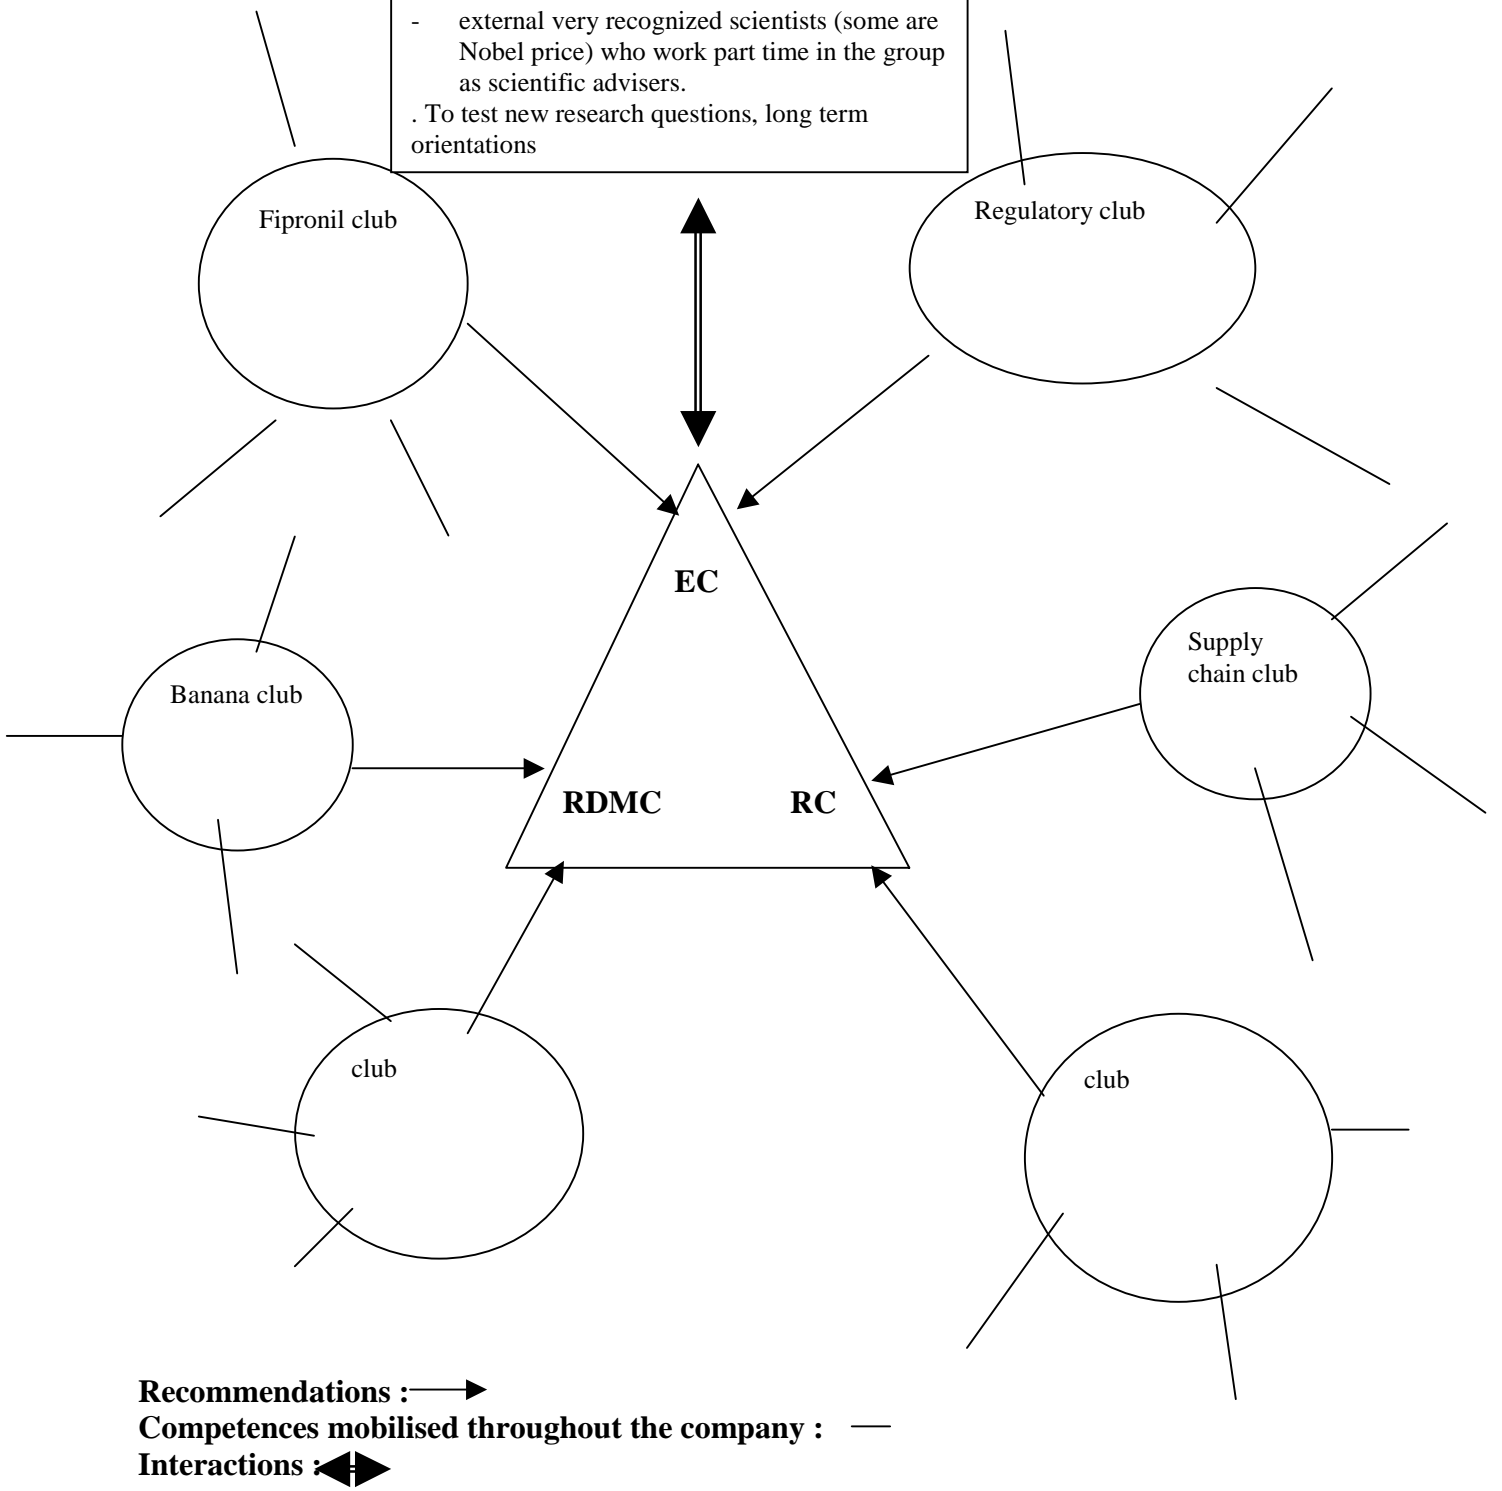 - external very recognized scientists (some are
Nobel price) who work part time in the group
as scientific advisers.
. To test new research questions, long term
orientations
Fipronil club
Regulatory club
EC
Supply
chain club
Banana club
RDMC
RC
club
club
Recommendations :
Competences mobilised throughout the company :
Interactions :